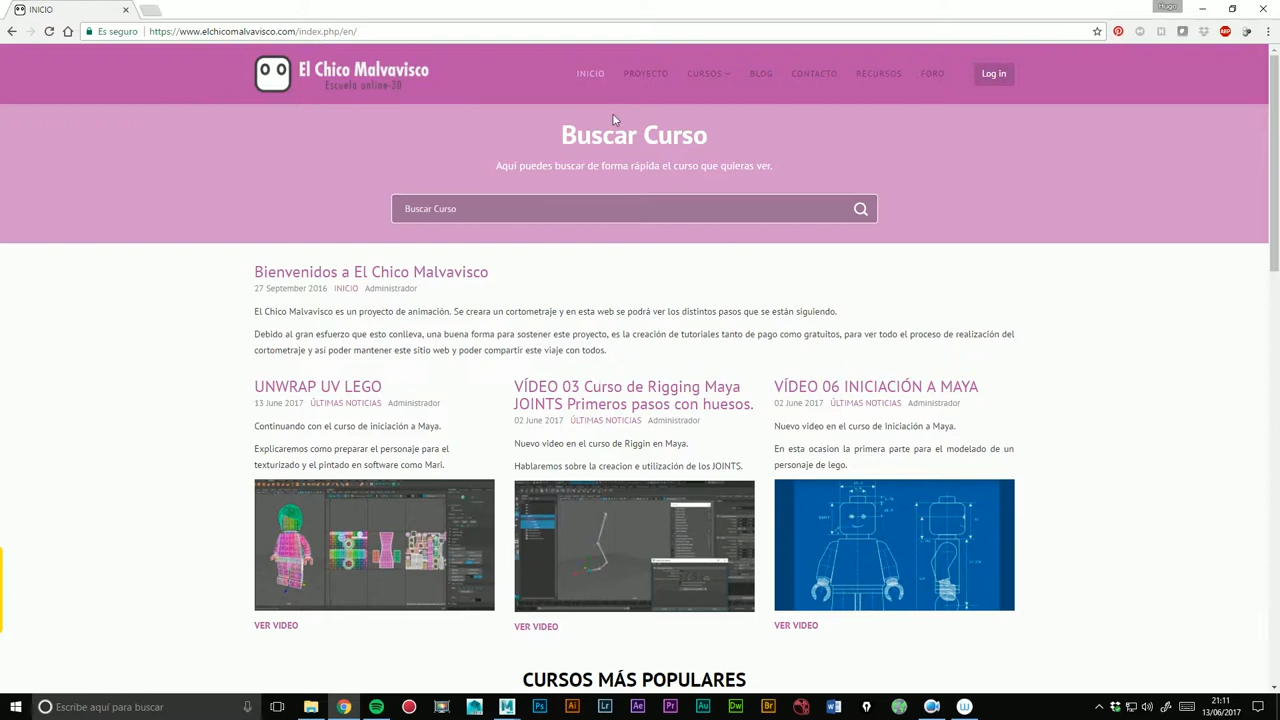 INICIO
Hugo
Es seguro https://www.elchicomalvavisco.com/index.php/en/
El Chico Malvavisco
Escuela online-3D
INICIO PROYECTO CURSOS BLOG CONTACTO RECURSOS FORO Log in
Buscar Curso
Aquí puedes buscar de forma rápida el curso que quieras ver.
Buscar Curso
Bienvenidos a El Chico Malvavisco
27 September 2016 INICIO Administrador
El Chico Malvavisco es un proyecto de animación. Se creara un cortometraje y en esta web se podrá ver los distintos pasos que se están siguiendo.
Debido al gran esfuerzo que esto conlleva, una buena forma para sostener este proyecto, es la creación de tutoriales tanto de pago como gratuitos, para ver todo el proceso de realización del
cortometraje y así poder mantener este sitio web y poder compartir este viaje con todos.
UNWRAP UV LEGO
13 June 2017 ÚLTIMAS NOTICIAS Administrador
Continuando con el curso de iniciación a Maya.
Explicaremos como preparar el personaje para el
texturizado y el pintado en software como Mari.
VER VIDEO
VÍDEO 03 Curso de Rigging Maya
JOINTS Primeros pasos con huesos.
02 June 2017 ÚLTIMAS NOTICIAS Administrador
Nuevo video en el curso de Riggin en Maya.
Hablaremos sobre la creacion e utilización de los JOINTS.
VER VIDEO
VÍDEO 06 INICIACIÓN A MAYA
02 June 2017 ÚLTIMAS NOTICIAS Administrador
Nuevo video en el curso de Iniciación a Maya.
En esta ocasion la primera parte para el modelado de un
personaje de lego.
VER VIDEO
CURSOS MÁS POPULARES
Escribe aquí para buscar
Ps Ai Lr Ae Pr Au Dw Br
21:11
13/06/2017